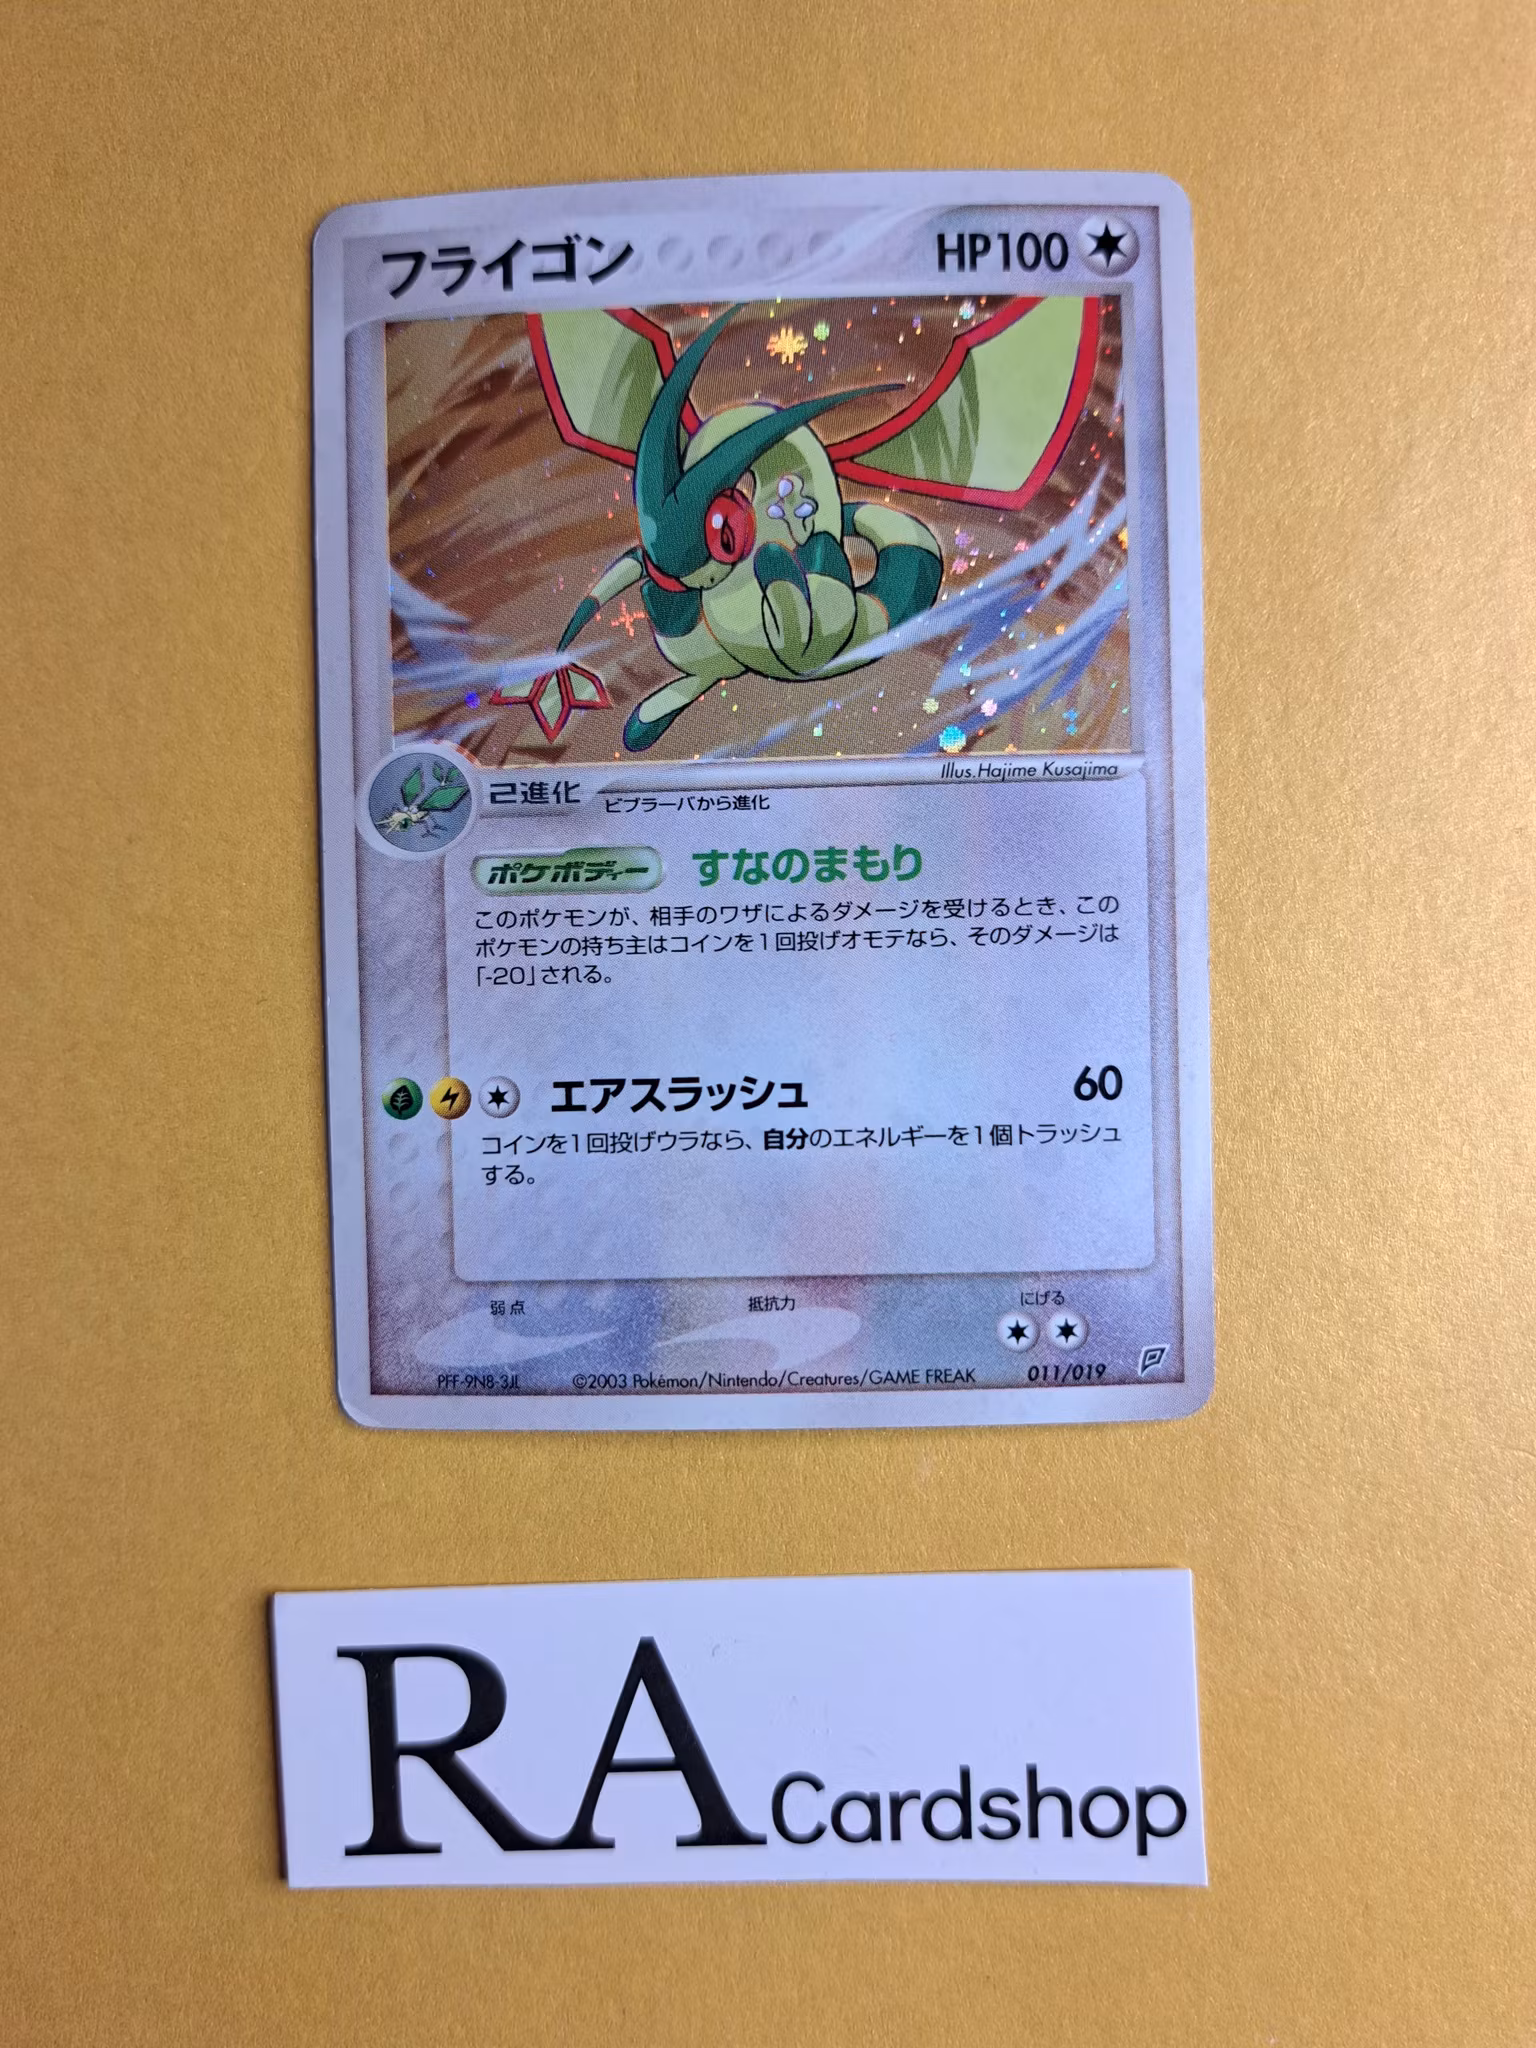 フライゴン HP100
Illus.Hajime Kusajima
2進化 ビブラーバから進化
ポケボディー すなのまもり
このポケモンが、相手のワザによるダメージを受けるとき、この
ポケモンの持ち主はコインを1回投げオモテなら、そのダメージは
「-20」される。
エアスラッシュ 60
コインを1回投げウラなら、自分のエネルギーを1個トラッシュ
する。
弱点 抵抗力 にげる
PFF-9N8-3JL ©2003 Pokémon/Nintendo/Creatures/GAME FREAK 011/019
RA Cardshop